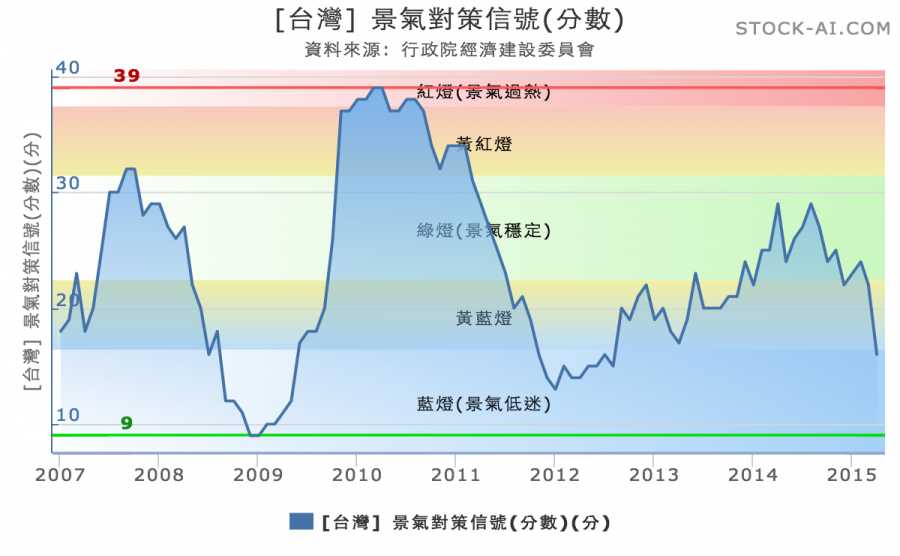 [台灣] 景氣對策信號(分數)
STOCK-AI.COM
資料來源: 行政院經濟建設委員會
[台灣] 景氣對策信號(分數)(分)
40
39
紅燈(景氣過熱)
黃紅燈
30
綠燈(景氣穩定)
20
黃藍燈
藍燈(景氣低迷)
10
9
2007 2008 2009 2010 2011 2012 2013 2014 2015
[台灣] 景氣對策信號(分數)(分)